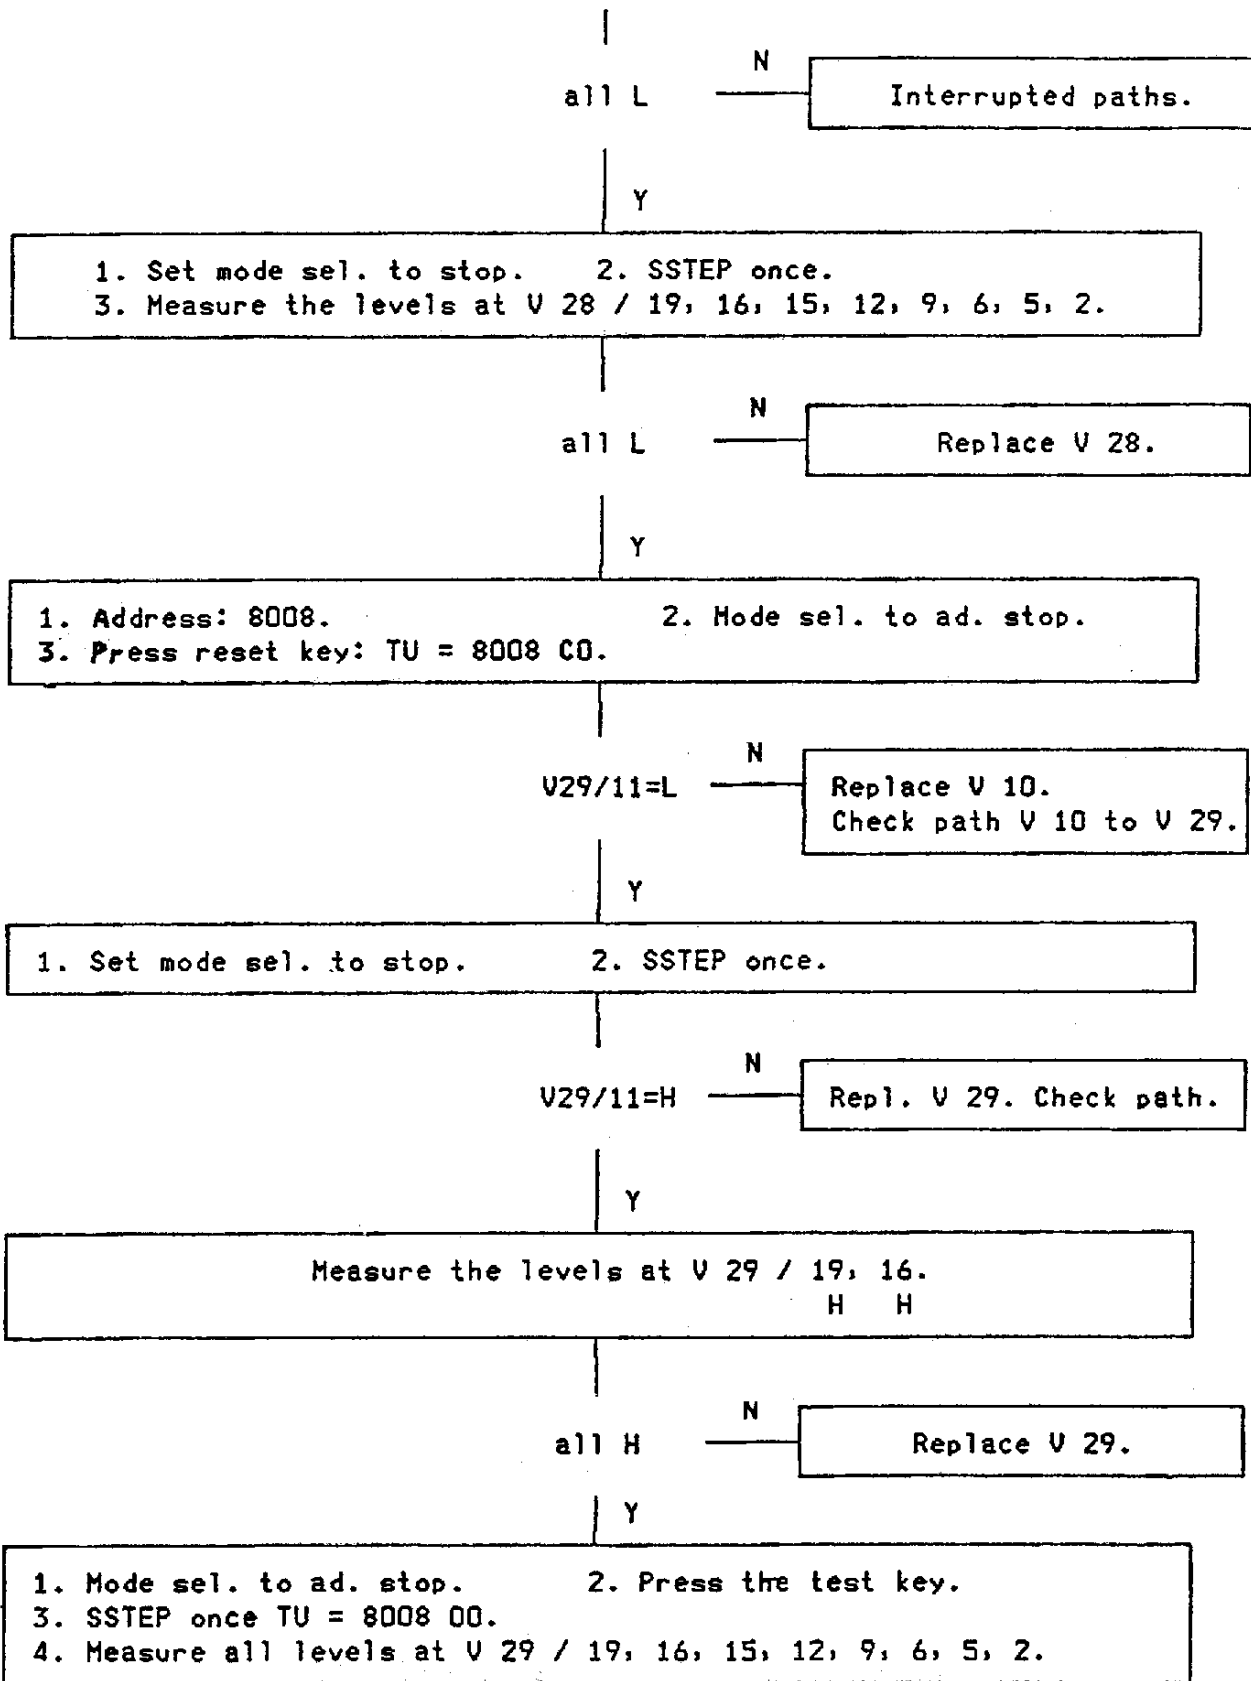 N
all L
Interrupted paths.
Y
1. Set mode sel. to stop. 2. SSTEP once.
3. Measure the levels at V 28 / 19, 16, 15, 12, 9, 6, 5, 2.
N
all L
Replace V 28.
Y
1. Address: 8008. 2. Mode sel. to ad. stop.
3. Press reset key: TU = 8008 C0.
N
V29/11=L
Replace V 10.
Check path V 10 to V 29.
Y
1. Set mode sel. to stop. 2. SSTEP once.
N
V29/11=H
Repl. V 29. Check path.
Y
Measure the levels at V 29 / 19, 16.
H H
N
all H
Replace V 29.
Y
1. Mode sel. to ad. stop. 2. Press the test key.
3. SSTEP once TU = 8008 00.
4. Measure all levels at V 29 / 19, 16, 15, 12, 9, 6, 5, 2.